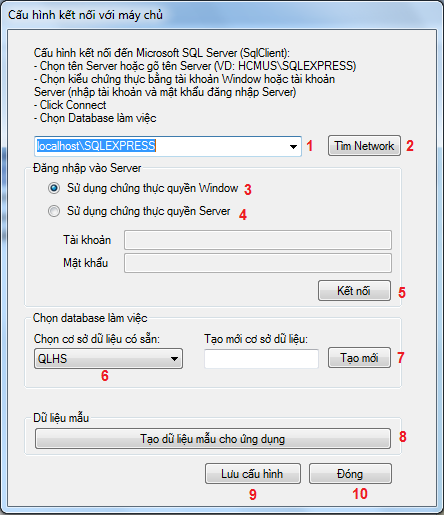 Cấu hình kết nối với máy chủ
Cấu hình kết nối đến Microsoft SQL Server (SqlClient):
- Chọn tên Server hoặc gõ tên Server (VD: HCMUS\SQLEXPRESS)
- Chọn kiểu chứng thực bằng tài khoản Window hoặc tài khoản
Server (nhập tài khoản và mật khẩu đăng nhập Server)
- Click Connect
- Chọn Database làm việc
localhost\SQLEXPRESS 1 Tìm Network 2
Đăng nhập vào Server
Sử dụng chứng thực quyền Window 3
Sử dụng chứng thực quyền Server 4
Tài khoản
Mật khẩu
Kết nối 5
Chọn database làm việc
Chọn cơ sở dữ liệu có sẵn: Tạo mới cơ sở dữ liệu:
QLHS Tạo mới 7
6
Dữ liệu mẫu
Tạo dữ liệu mẫu cho ứng dụng 8
Lưu cấu hình Đóng
9 10